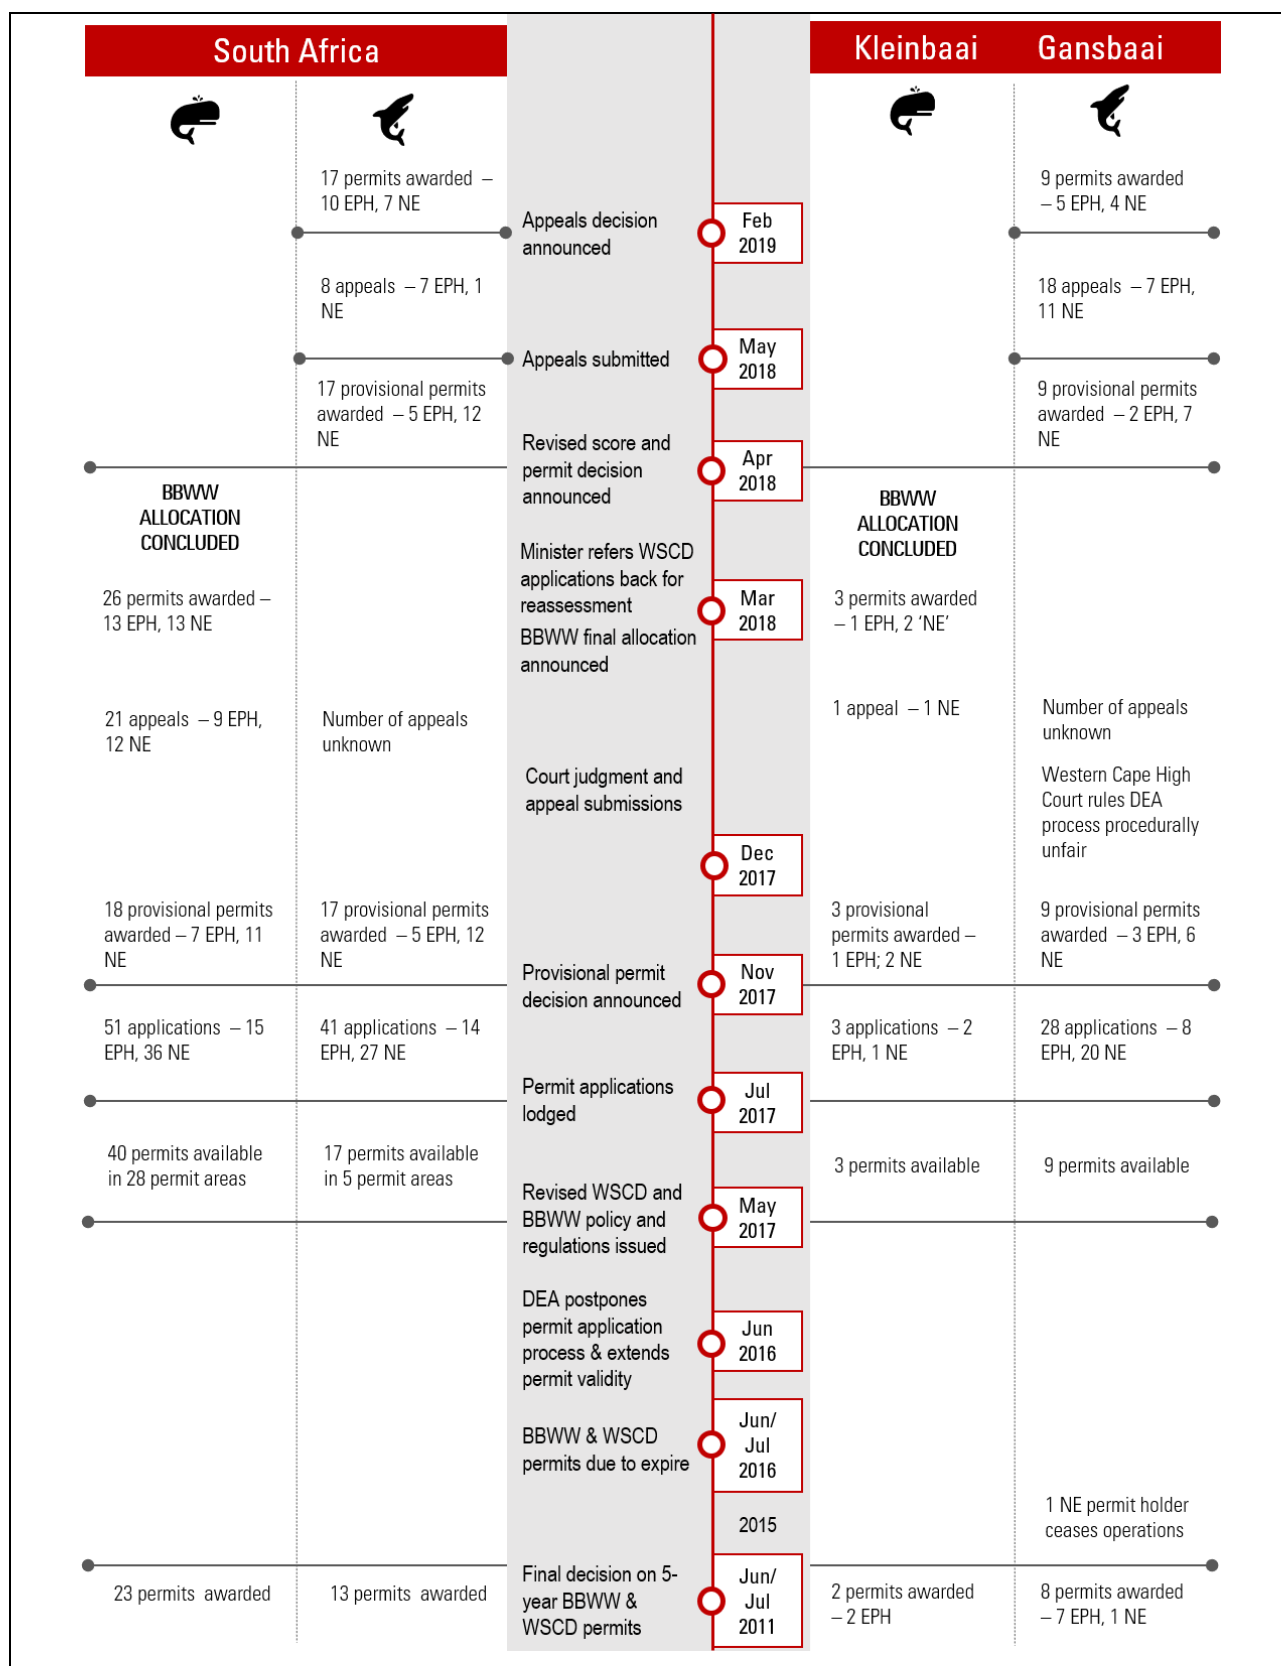 South Africa
Kleinbaai
Gansbaai
17 permits awarded –
10 EPH, 7 NE
9 permits awarded
– 5 EPH, 4 NE
Appeals decision
announced
Feb
2019
8 appeals – 7 EPH, 1
NE
18 appeals – 7 EPH,
11 NE
Appeals submitted
May
2018
17 provisional permits
awarded – 5 EPH, 12
NE
9 provisional permits
awarded – 2 EPH, 7
NE
Revised score and
permit decision
announced
Apr
2018
BBWW
ALLOCATION
CONCLUDED
BBWW
ALLOCATION
CONCLUDED
Minister refers WSCD
applications back for
reassessment
BBWW final allocation
announced
Mar
2018
26 permits awarded –
13 EPH, 13 NE
3 permits awarded
– 1 EPH, 2 ‘NE’
21 appeals – 9 EPH,
12 NE
Number of appeals
unknown
1 appeal – 1 NE
Number of appeals
unknown
Court judgment and
appeal submissions
Western Cape High
Court rules DEA
process procedurally
unfair
Dec
2017
18 provisional permits
awarded – 7 EPH, 11
NE
17 provisional permits
awarded – 5 EPH, 12
NE
3 provisional
permits awarded –
1 EPH; 2 NE
9 provisional permits
awarded – 3 EPH, 6
NE
Provisional permit
decision announced
Nov
2017
51 applications – 15
EPH, 36 NE
41 applications – 14
EPH, 27 NE
3 applications – 2
EPH, 1 NE
28 applications – 8
EPH, 20 NE
Permit applications
lodged
Jul
2017
40 permits available
in 28 permit areas
17 permits available
in 5 permit areas
3 permits available
9 permits available
Revised WSCD and
BBWW policy and
regulations issued
May
2017
DEA postpones
permit application
process & extends
permit validity
Jun
2016
BBWW & WSCD
permits due to expire
Jun/
Jul
2016
2015
1 NE permit holder
ceases operations
23 permits awarded
13 permits awarded
Final decision on 5-
year BBWW &
WSCD permits
Jun/
Jul
2011
2 permits awarded
– 2 EPH
8 permits awarded
– 7 EPH, 1 NE